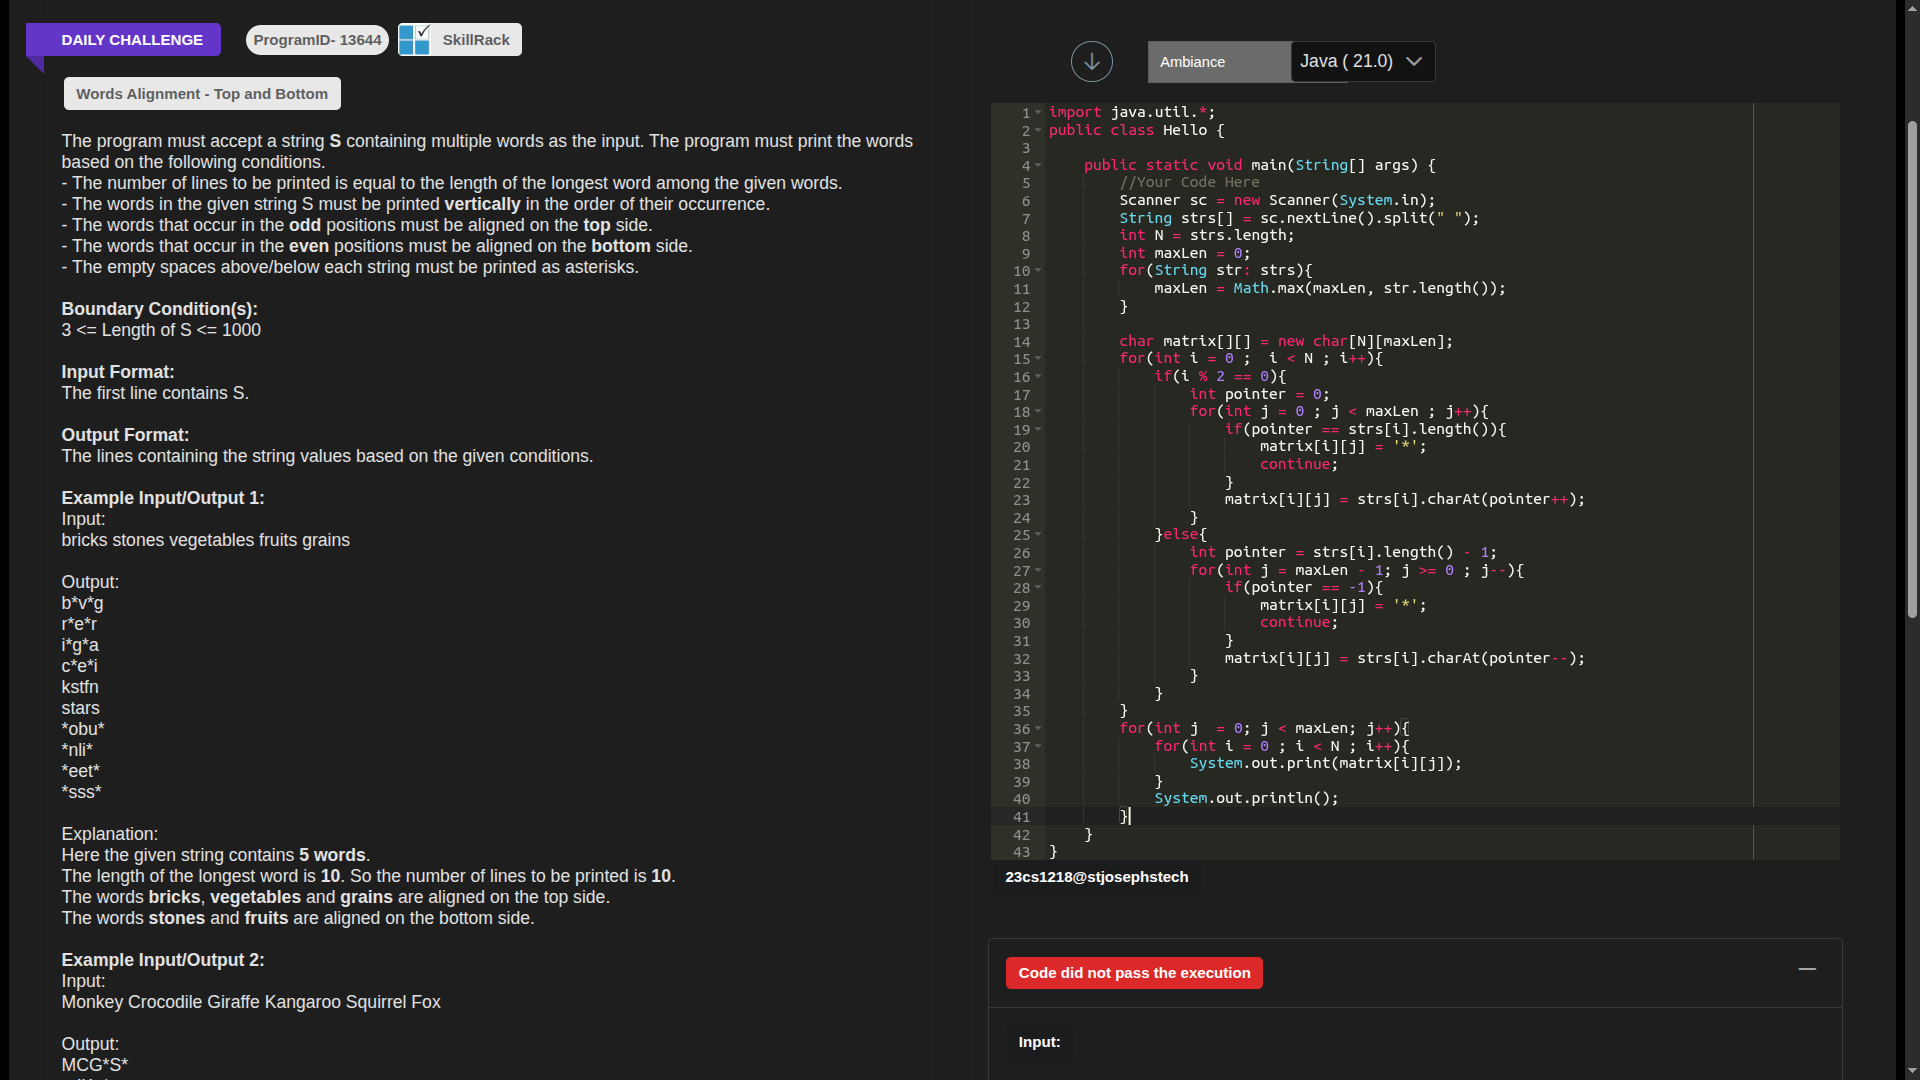 DAILY CHALLENGE
ProgramID- 13644
SkillRack
Words Alignment - Top and Bottom
The program must accept a string S containing multiple words as the input. The program must print the words
based on the following conditions.
- The number of lines to be printed is equal to the length of the longest word among the given words.
- The words in the given string S must be printed vertically in the order of their occurrence.
- The words that occur in the odd positions must be aligned on the top side.
- The words that occur in the even positions must be aligned on the bottom side.
- The empty spaces above/below each string must be printed as asterisks.
Boundary Condition(s):
3 <= Length of S <= 1000
Input Format:
The first line contains S.
Output Format:
The lines containing the string values based on the given conditions.
Example Input/Output 1:
Input:
bricks stones vegetables fruits grains
Output:
b*v*g
r*e*r
i*g*a
c*e*i
kstfn
stars
*obu*
*nli*
*eet*
*sss*
Explanation:
Here the given string contains 5 words.
The length of the longest word is 10. So the number of lines to be printed is 10.
The words bricks, vegetables and grains are aligned on the top side.
The words stones and fruits are aligned on the bottom side.
Example Input/Output 2:
Input:
Monkey Crocodile Giraffe Kangaroo Squirrel Fox
Output:
MCG*S*
Ambiance
Java ( 21.0)
1 import java.util.*;
2 public class Hello {
3
4     public static void main(String[] args) {
5         //Your Code Here
6         Scanner sc = new Scanner(System.in);
7         String strs[] = sc.nextLine().split(" ");
8         int N = strs.length;
9         int maxLen = 0;
10         for(String str: strs){
11             maxLen = Math.max(maxLen, str.length());
12         }
13
14         char matrix[][] = new char[N][maxLen];
15         for(int i = 0 ;  i < N ; i++){
16             if(i % 2 == 0){
17                 int pointer = 0;
18                 for(int j = 0 ; j < maxLen ; j++){
19                     if(pointer == strs[i].length()){
20                         matrix[i][j] = '*';
21                         continue;
22                     }
23                     matrix[i][j] = strs[i].charAt(pointer++);
24                 }
25             }else{
26                 int pointer = strs[i].length() - 1;
27                 for(int j = maxLen - 1; j >= 0 ; j--){
28                     if(pointer == -1){
29                         matrix[i][j] = '*';
30                         continue;
31                     }
32                     matrix[i][j] = strs[i].charAt(pointer--);
33                 }
34             }
35         }
36         for(int j  = 0; j < maxLen; j++){
37             for(int i = 0 ; i < N ; i++){
38                 System.out.print(matrix[i][j]);
39             }
40             System.out.println();
41         }
42     }
43 }
23cs1218@stjosephstech
Code did not pass the execution
Input: